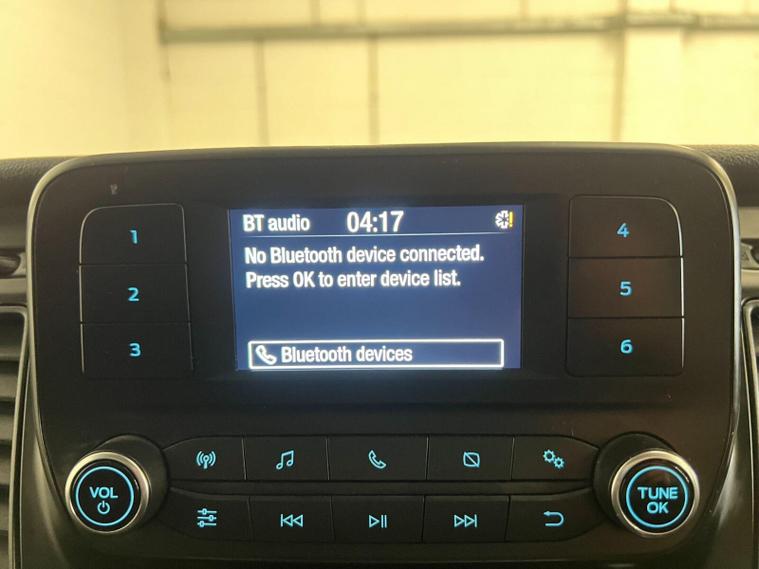 BT audio 04:17
No Bluetooth device connected.
Press OK to enter device list.
Bluetooth devices
1
2
3
4
5
6
VOL
TUNE
OK